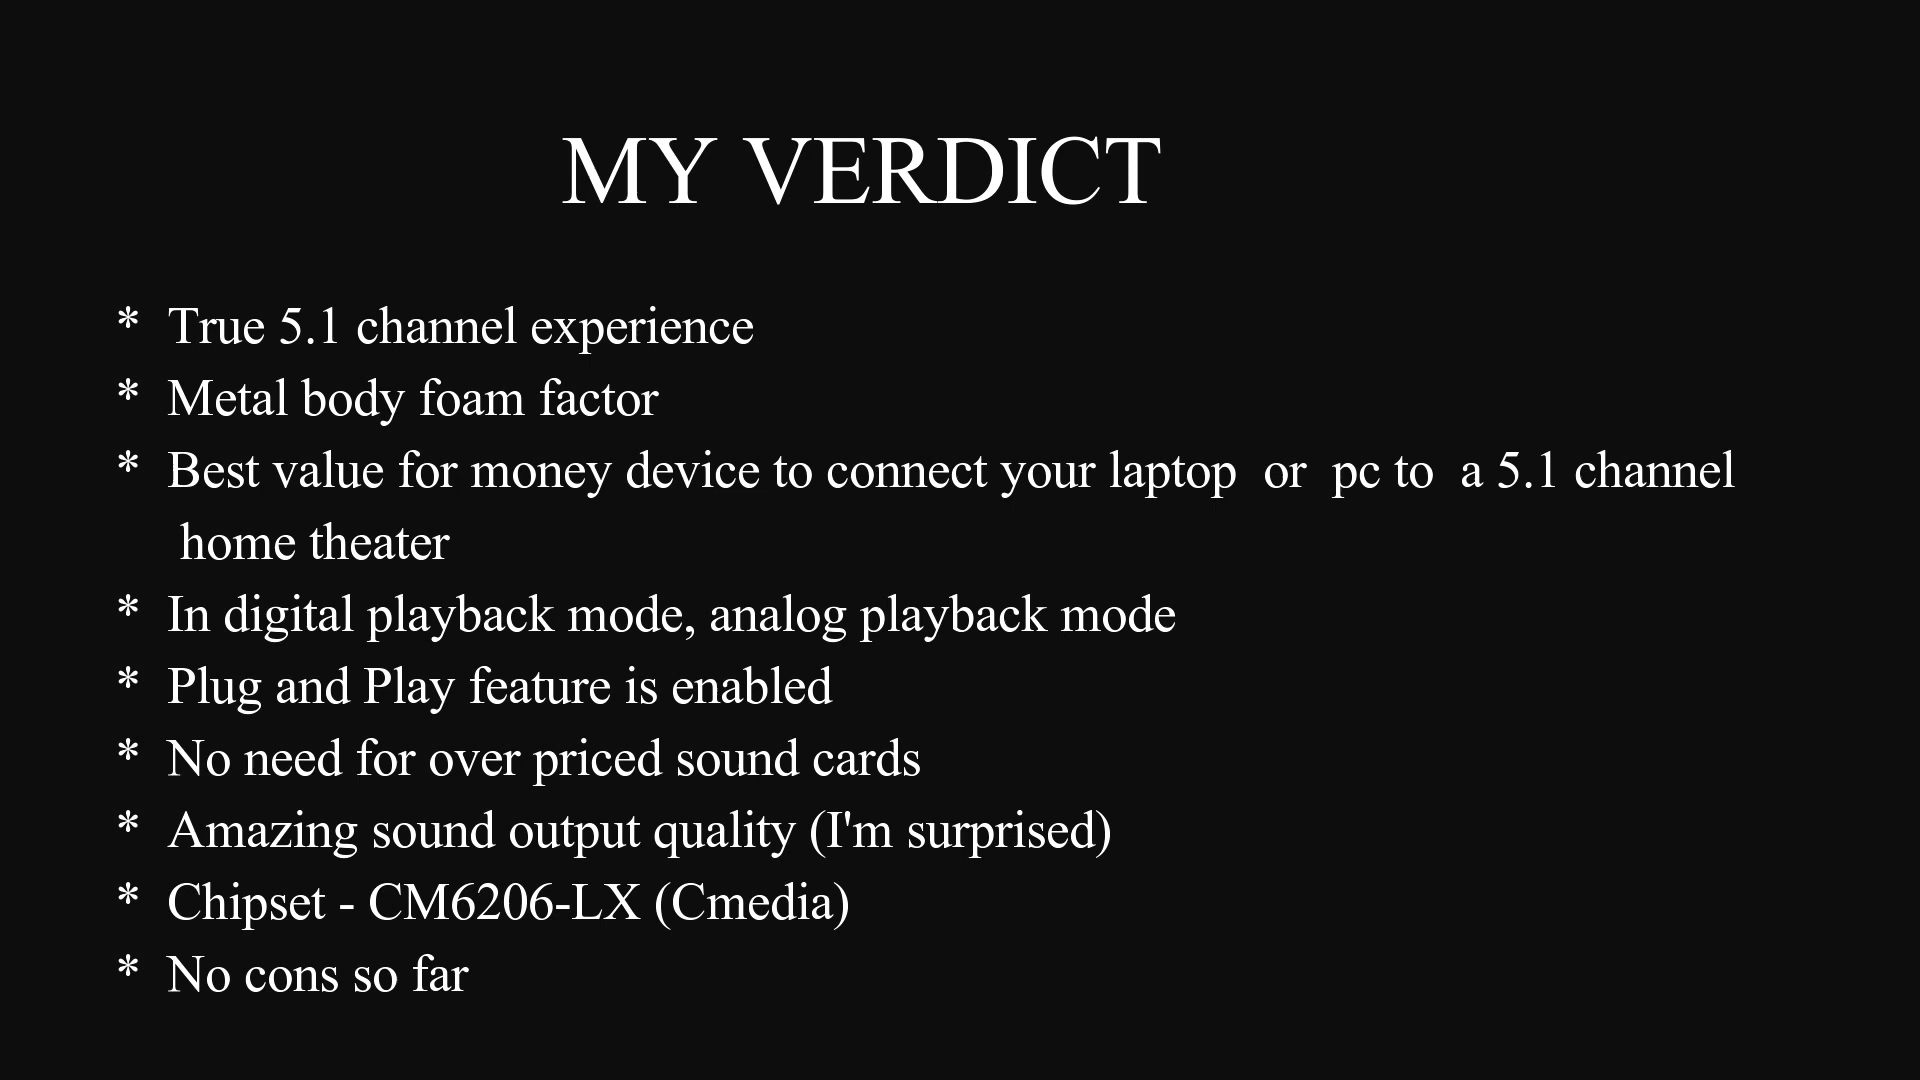 MY VERDICT
* True 5.1 channel experience
* Metal body foam factor
* Best value for money device to connect your laptop or pc to a 5.1 channel
home theater
* In digital playback mode, analog playback mode
* Plug and Play feature is enabled
* No need for over priced sound cards
* Amazing sound output quality (I'm surprised)
* Chipset - CM6206-LX (Cmedia)
* No cons so far